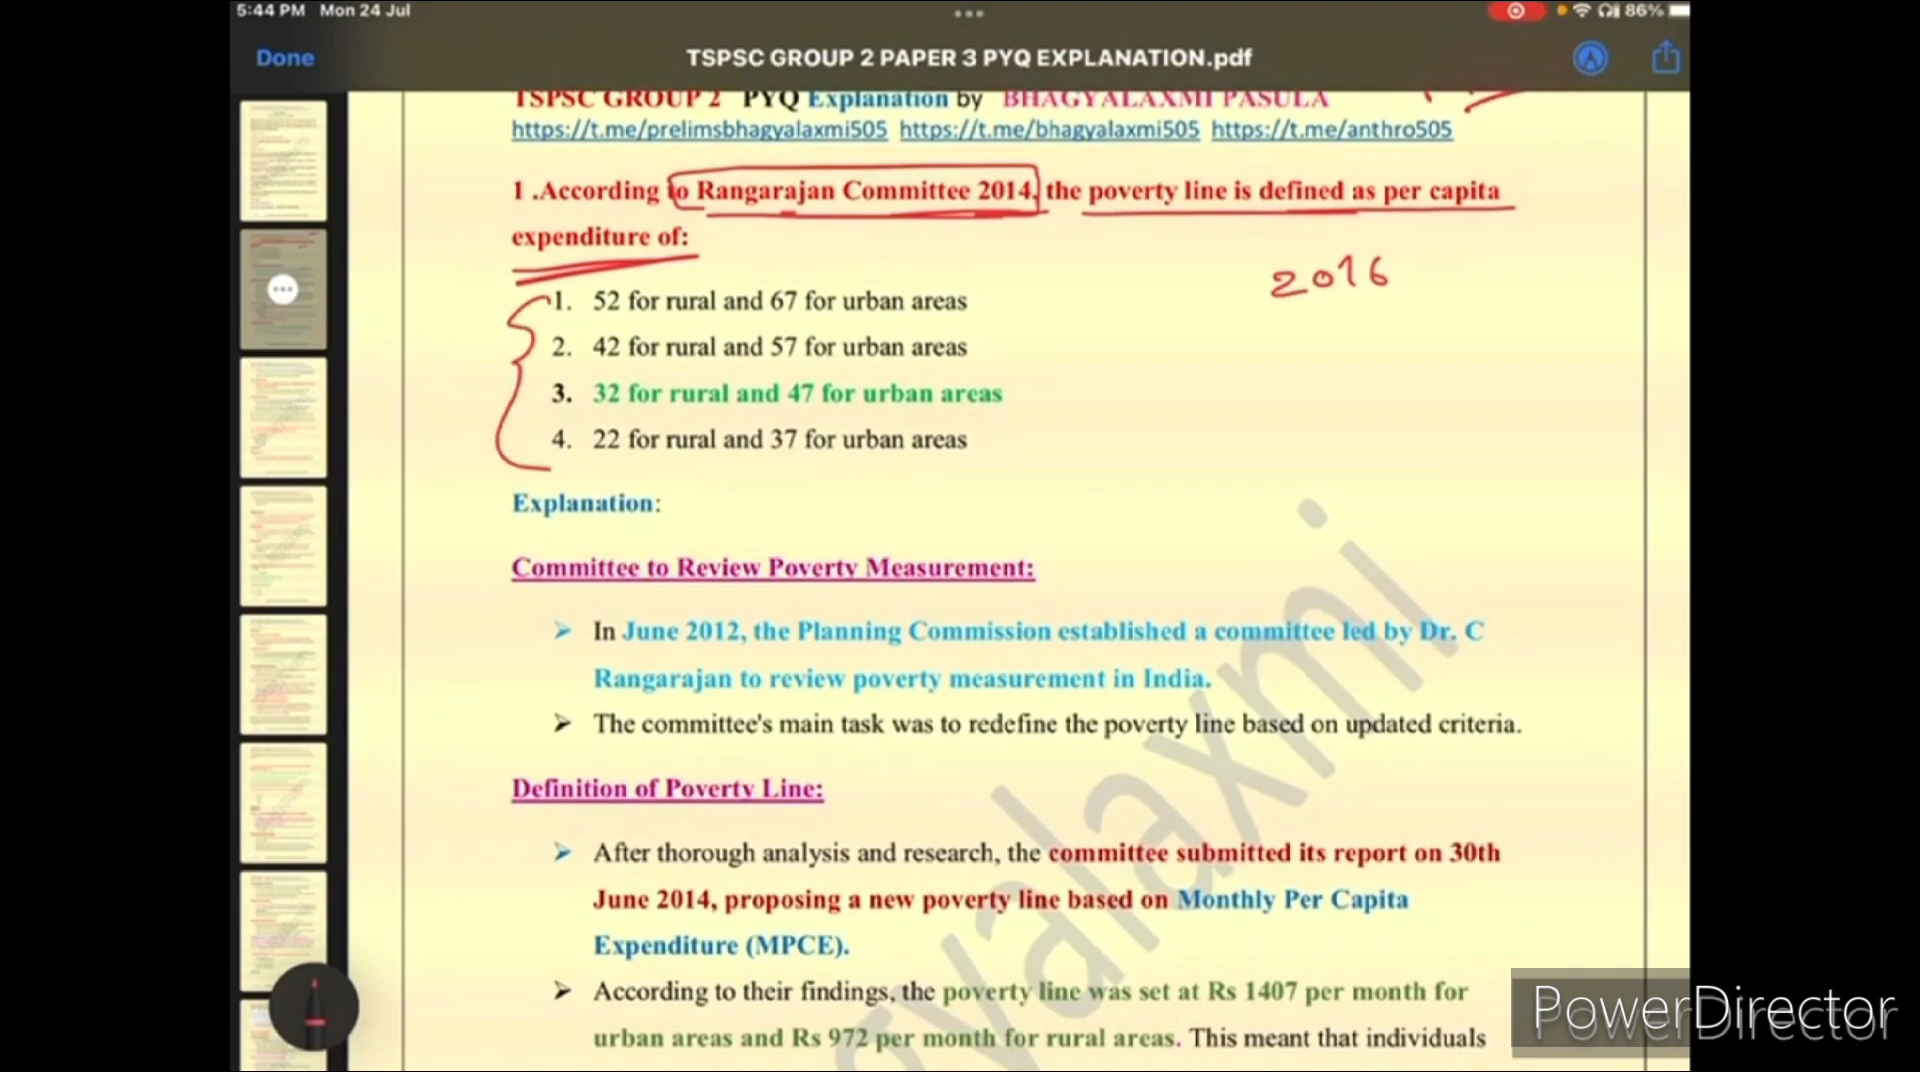 5:44 PM Mon 24 Jul
86%
Done
TSPSC GROUP 2 PAPER 3 PYQ EXPLANATION.pdf
TSPSC GROUP 2 PYQ Explanation by BHAGYALAXMI PASULA
https://t.me/prelimsbhagyalaxmi505 https://t.me/bhagyalaxmi505 https://t.me/anthro505
1 .According to Rangarajan Committee 2014, the poverty line is defined as per capita
expenditure of:
2016
1. 52 for rural and 67 for urban areas
2. 42 for rural and 57 for urban areas
3. 32 for rural and 47 for urban areas
4. 22 for rural and 37 for urban areas
Explanation:
Committee to Review Poverty Measurement:
➢ In June 2012, the Planning Commission established a committee led by Dr. C
Rangarajan to review poverty measurement in India.
➢ The committee's main task was to redefine the poverty line based on updated criteria.
Definition of Poverty Line:
➢ After thorough analysis and research, the committee submitted its report on 30th
June 2014, proposing a new poverty line based on Monthly Per Capita
Expenditure (MPCE).
➢ According to their findings, the poverty line was set at Rs 1407 per month for
urban areas and Rs 972 per month for rural areas. This meant that individuals
gyalaxmi
PowerDirector